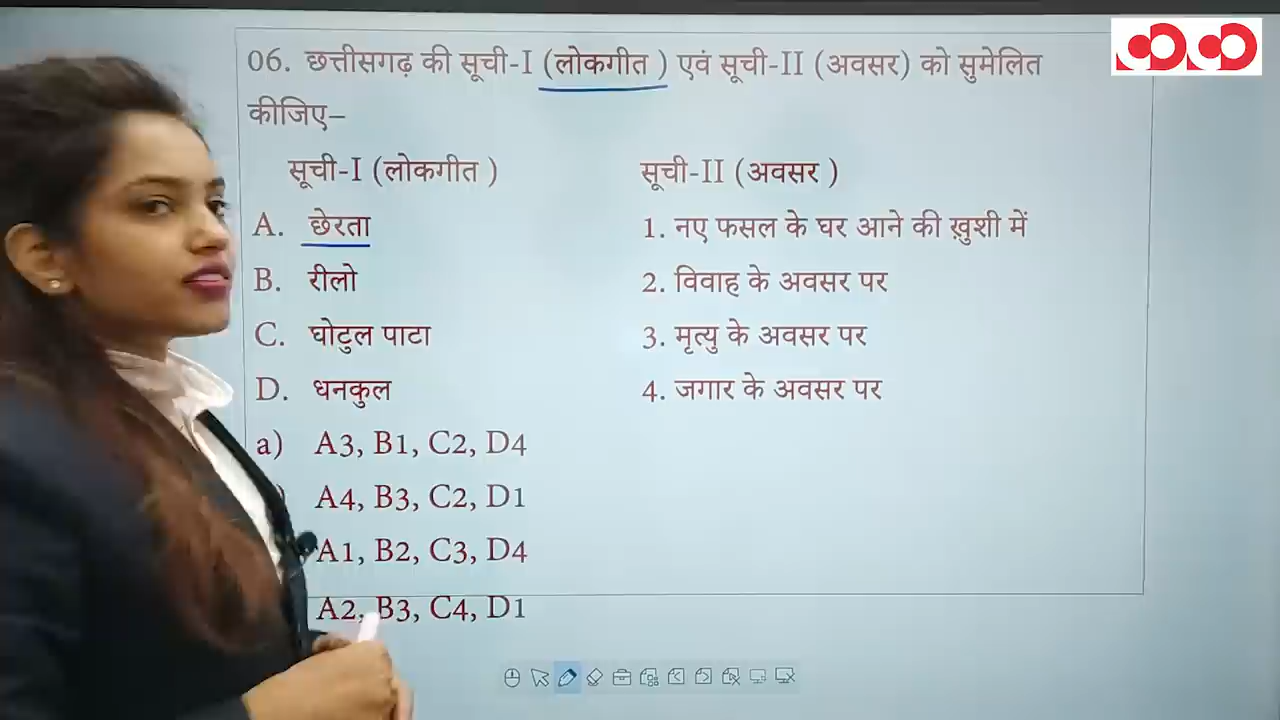 06. छत्तीसगढ़ की सूची-I (लोकगीत ) एवं सूची-II (अवसर) को सुमेलित
कीजिए–
सूची-I (लोकगीत ) सूची-II (अवसर )
A. छेरता 1. नए फसल के घर आने की ख़ुशी में
B. रीलो 2. विवाह के अवसर पर
C. घोटुल पाटा 3. मृत्यु के अवसर पर
D. धनकुल 4. जगार के अवसर पर
a) A3, B1, C2, D4
) A4, B3, C2, D1
A1, B2, C3, D4
A2, B3, C4, D1